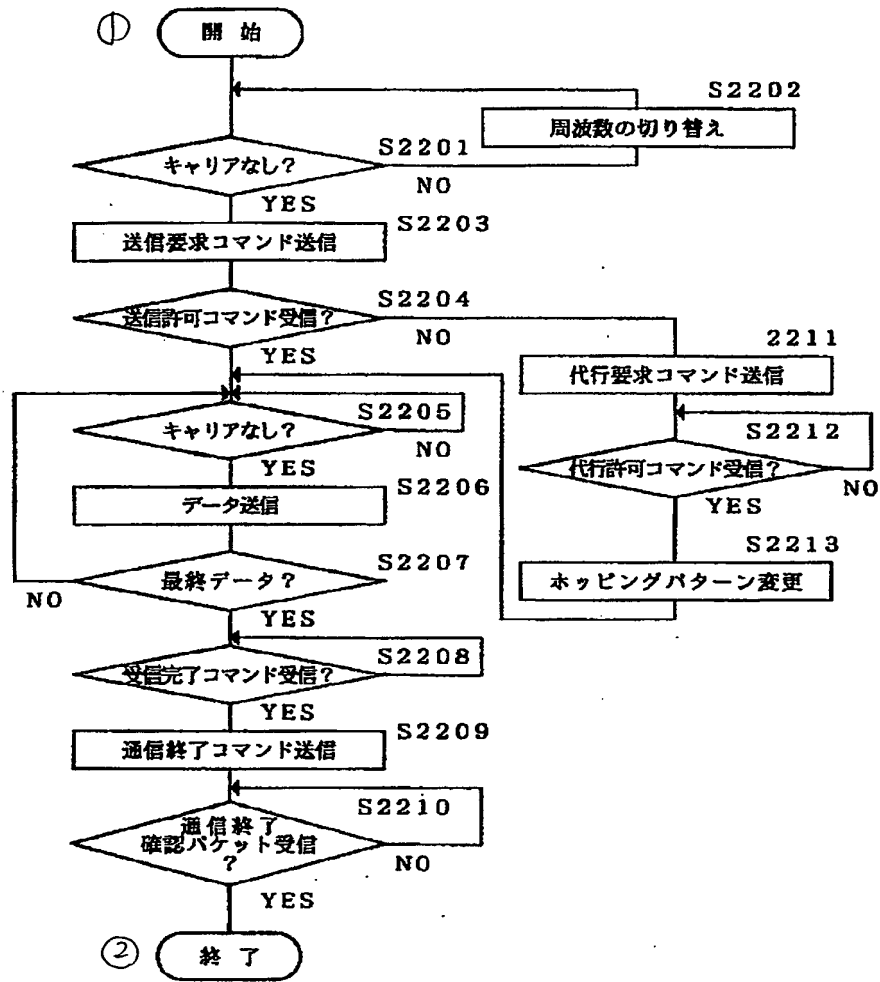 ① 開始
S2202
周波数の切り替え
S2201
キャリアなし?
NO
YES
S2203
送信要求コマンド送信
S2204
送信許可コマンド受信?
NO
YES
2211
代行要求コマンド送信
S2205
キャリアなし?
NO
YES
S2212
代行許可コマンド受信?
NO
YES
S2206
データ送信
S2213
ホッピングパターン変更
S2207
最終データ?
NO
YES
S2208
受信完了コマンド受信?
YES
S2209
通信終了コマンド送信
S2210
通信終了
確認パケット受信
?
NO
YES
② 終了